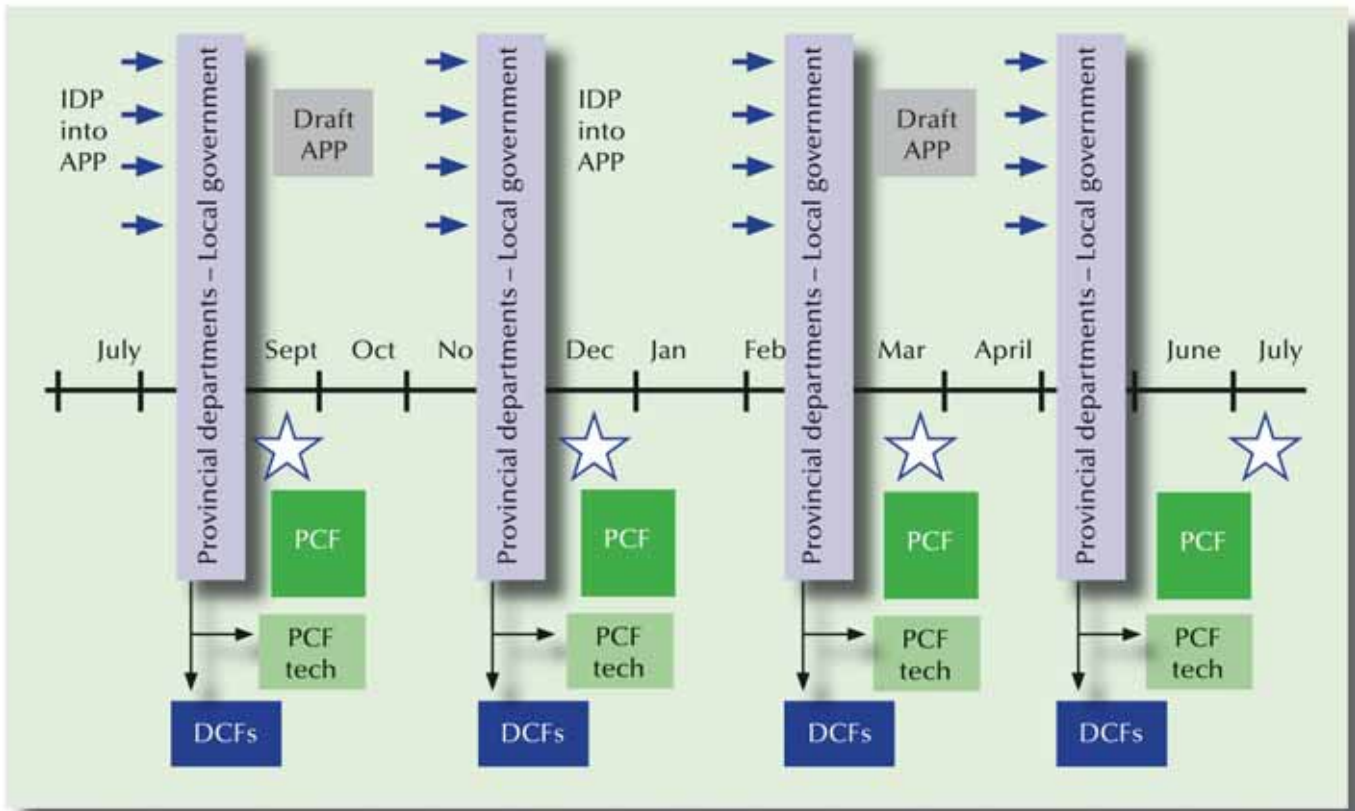 IDP
into
APP
Provincial departments – Local government
Draft
APP
Provincial departments – Local government
IDP
into
APP
Provincial departments – Local government
Draft
APP
Provincial departments – Local government
July
Sept
Oct
No
Dec
Jan
Feb
Mar
April
June
July
PCF
PCF
PCF
PCF
PCF
tech
PCF
tech
PCF
tech
PCF
tech
DCFs
DCFs
DCFs
DCFs